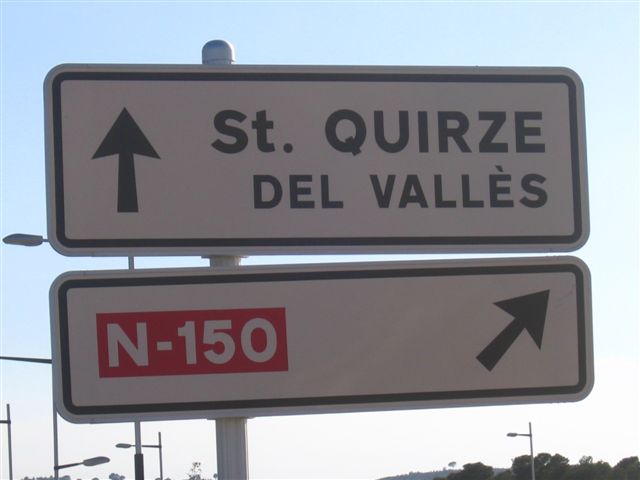 St. QUIRZE
DEL VALLÈS
N-150